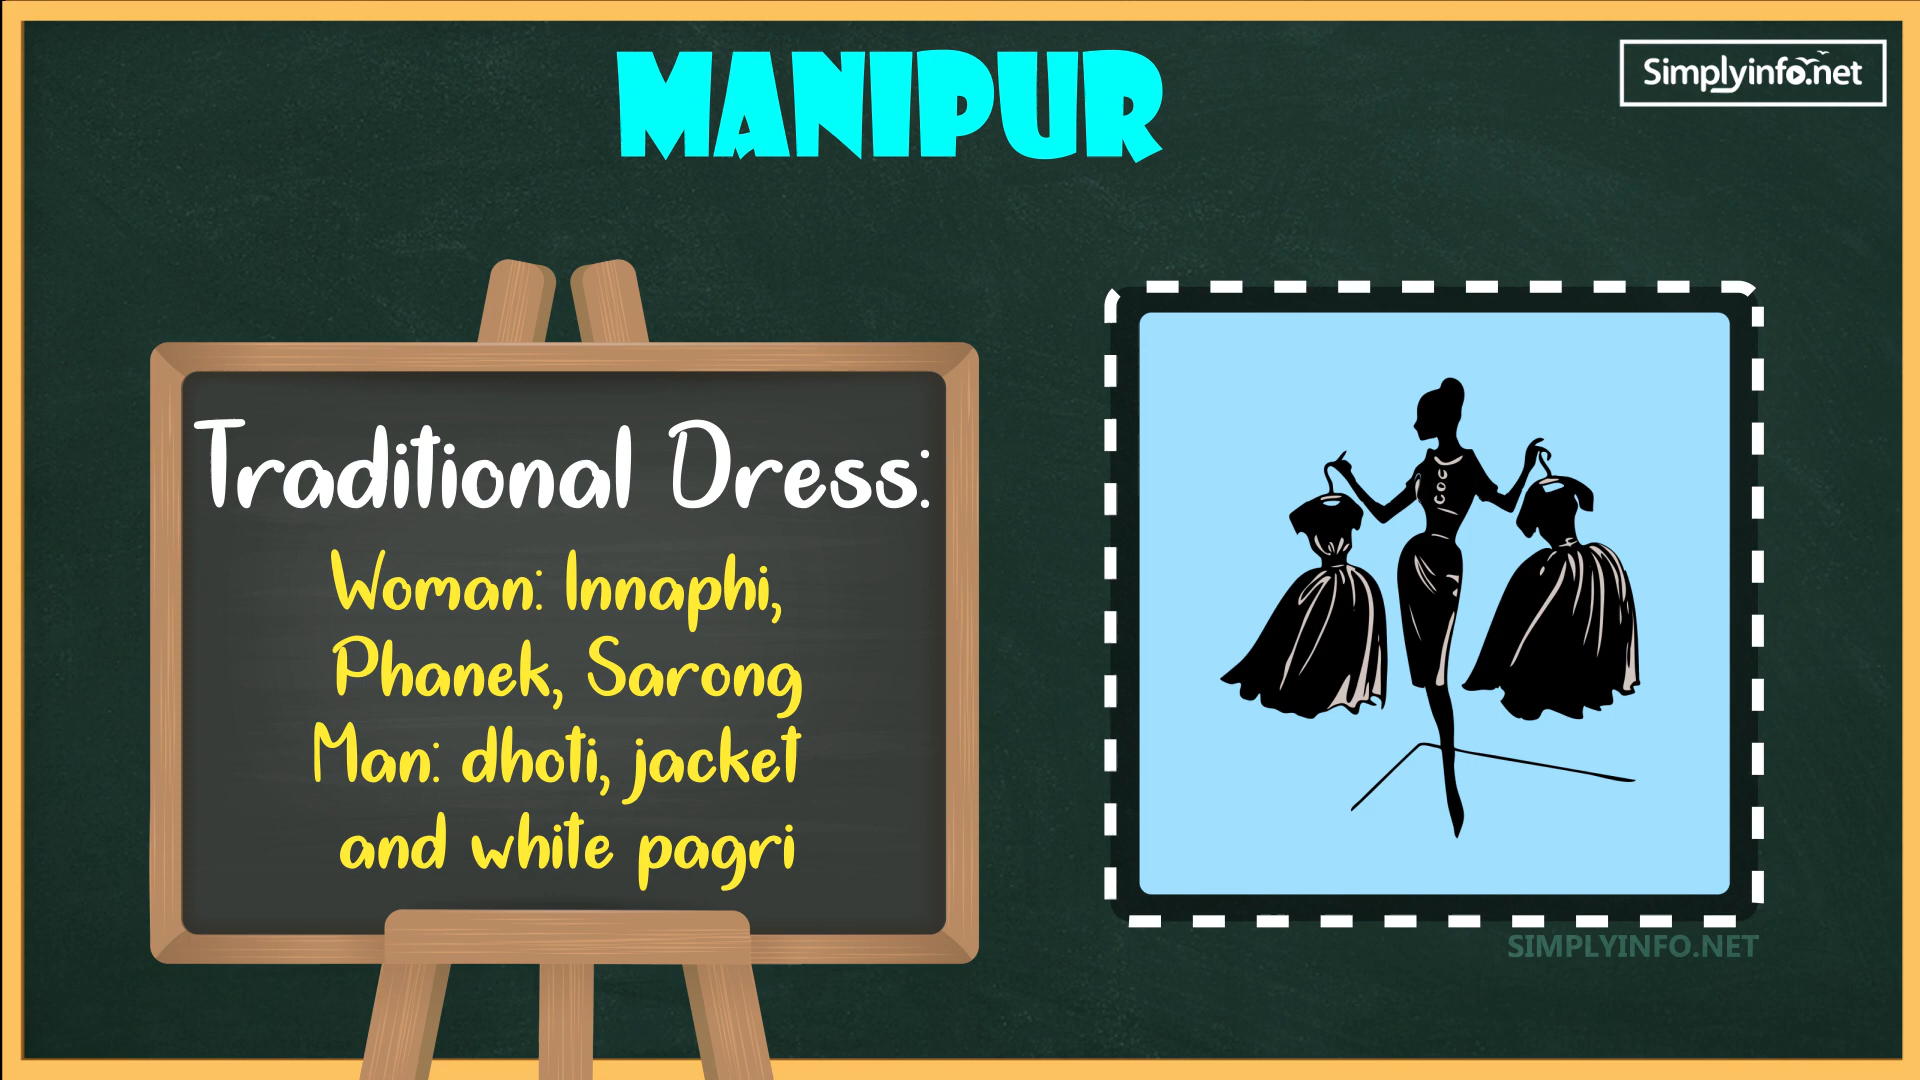 MANIPUR
Simplyinfo.net
Traditional Dress:
Woman: Innaphi,
Phanek, Sarong
Man: dhoti, jacket
and white pagri
SIMPLYINFO.NET